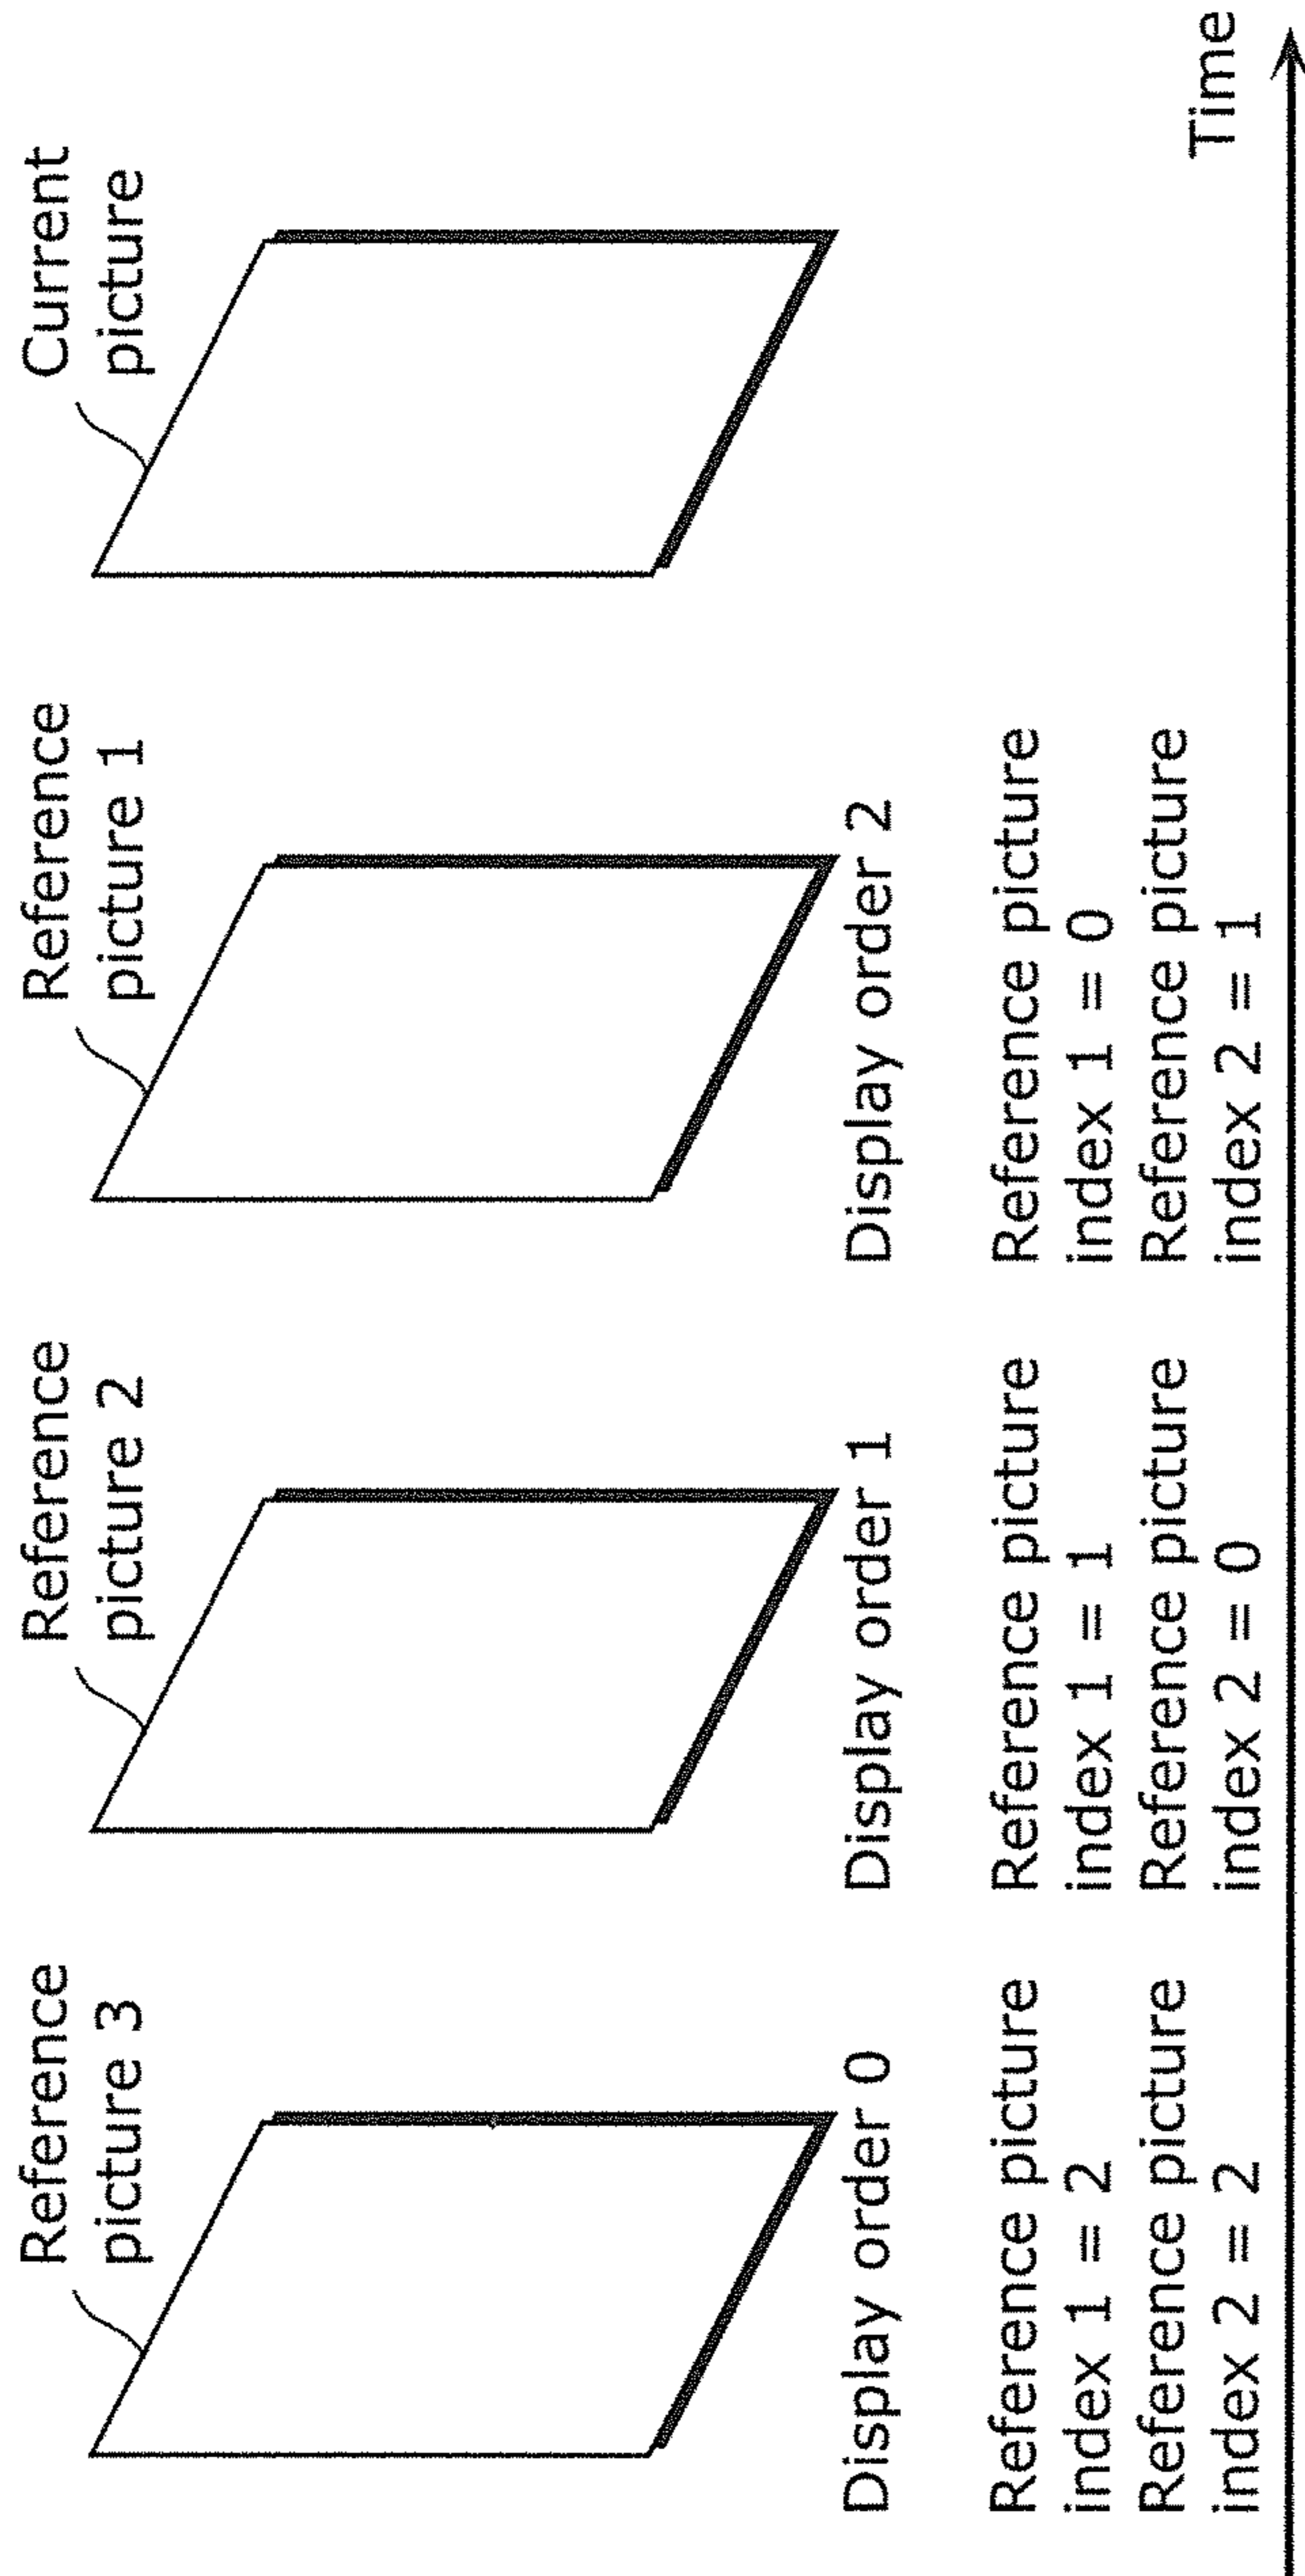 Reference
picture 3
Display order 0
Reference picture
index 1 = 2
Reference picture
index 2 = 2
Reference
picture 2
Display order 1
Reference picture
index 1 = 1
Reference picture
index 2 = 0
Reference
picture 1
Display order 2
Reference picture
index 1 = 0
Reference picture
index 2 = 1
Current
picture
Time